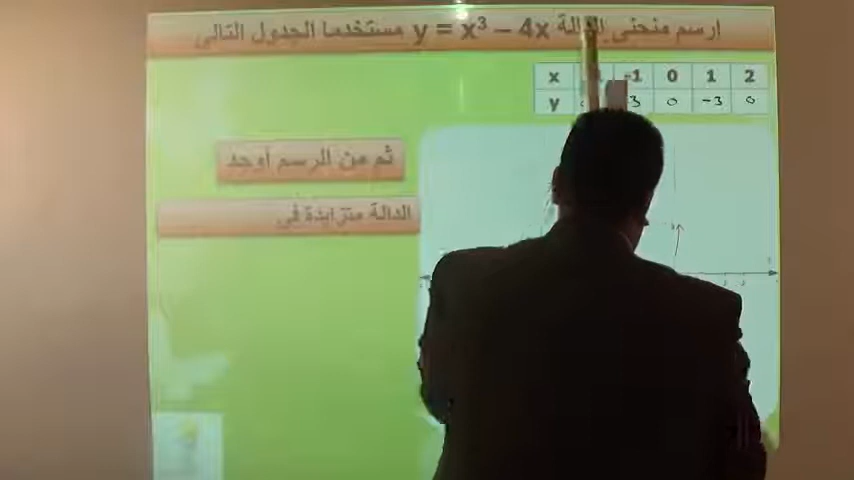 ارسم منحنى الدالة y = x³ − 4x مستخدما الجدول التالى
x -1 0 1 2
y 3 0 -3 0
ثم من الرسم أوجد
الدالة متزايدة في